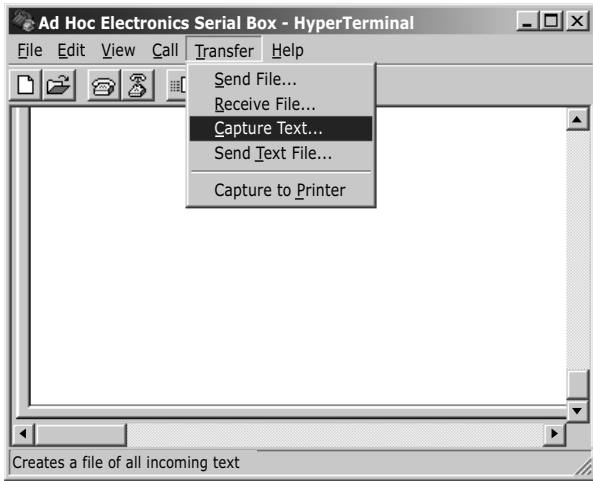 Ad Hoc Electronics Serial Box - HyperTerminal
File Edit View Call Transfer Help
Send File...
Receive File...
Capture Text...
Send Text File...
Capture to Printer
Creates a file of all incoming text